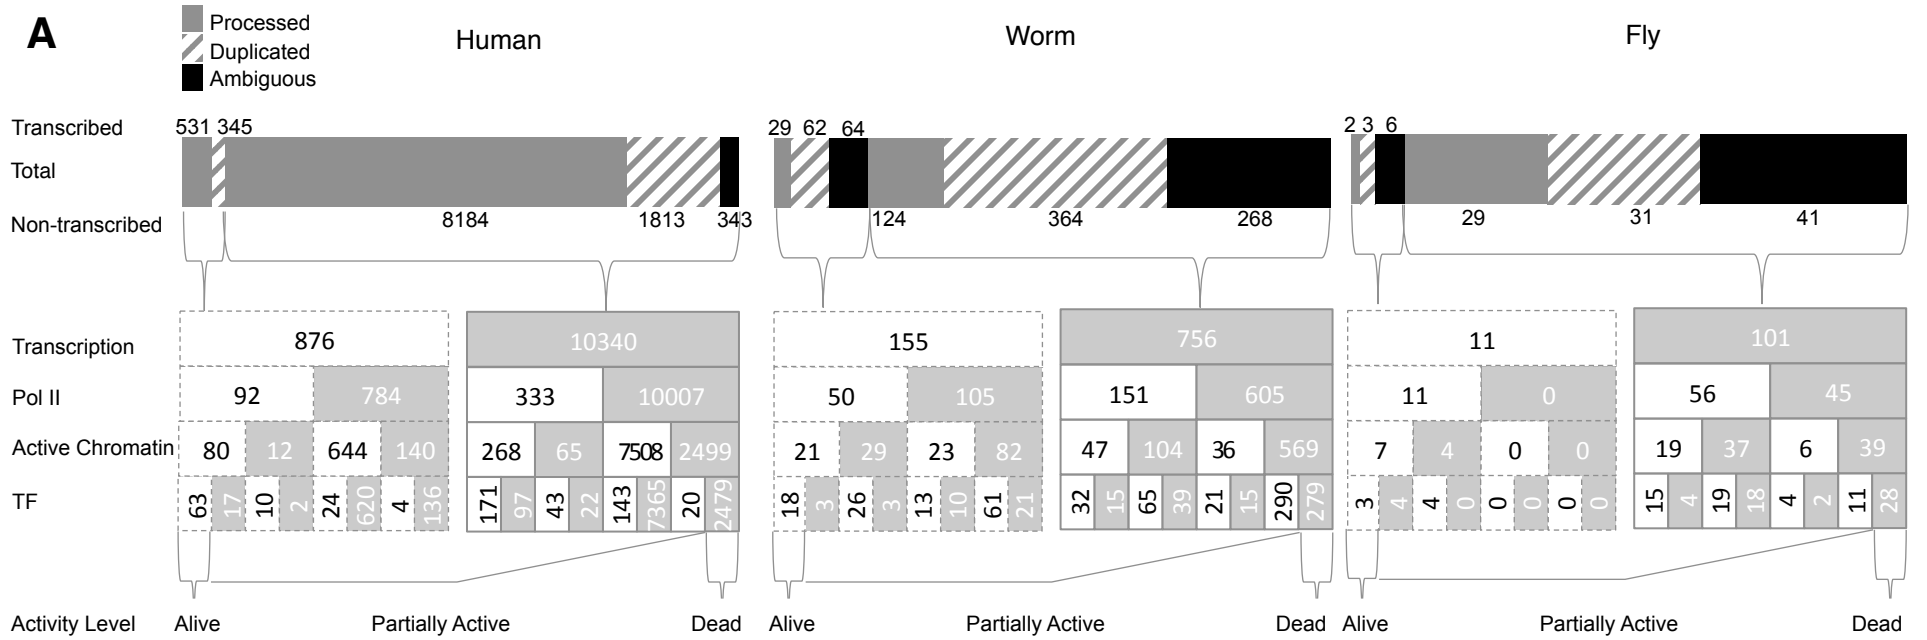 A
Processed
Duplicated
Ambiguous
Human
Worm
Fly
Transcribed 531 345 29 62 64 2 3 6
Total
Non-transcribed 8184 1813 343 124 364 268 29 31 41
Transcription 876 10340 155 756 11 101
Pol II 92 784 333 10007 50 105 151 605 11 0 56 45
Active Chromatin 80 12 644 140 268 65 7508 2499 21 29 23 82 47 104 36 569 7 4 0 0 19 37 6 39
TF 63 17 10 2 24 620 4 136 171 97 43 22 143 7365 20 2479 18 3 26 3 13 10 61 21 32 15 65 39 21 15 290 279 3 4 4 0 0 0 0 0 15 4 19 18 4 2 11 28
Activity Level Alive Partially Active Dead Alive Partially Active Dead Alive Partially Active Dead